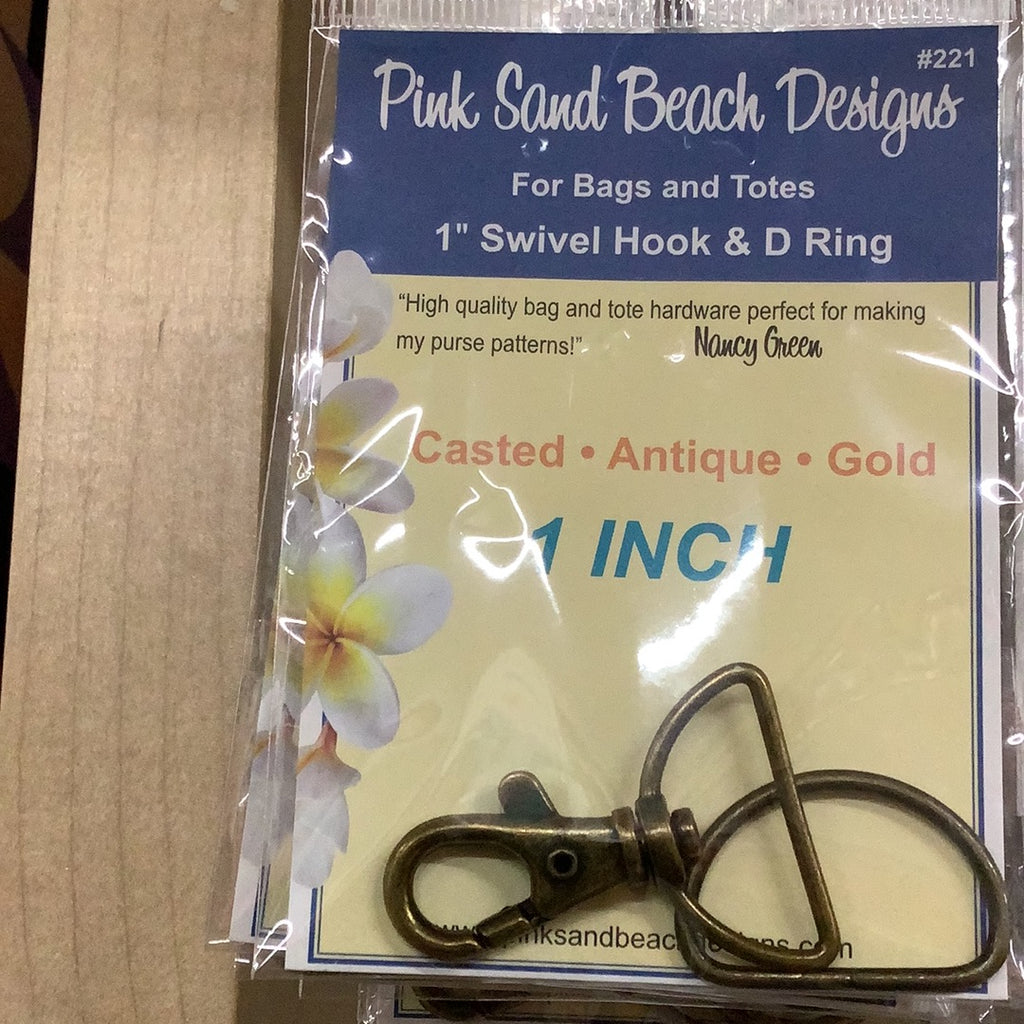 #221
Pink Sand Beach Designs
For Bags and Totes
1" Swivel Hook & D Ring
“High quality bag and tote hardware perfect for making
my purse patterns!”
Nancy Green
Casted • Antique • Gold
1 INCH